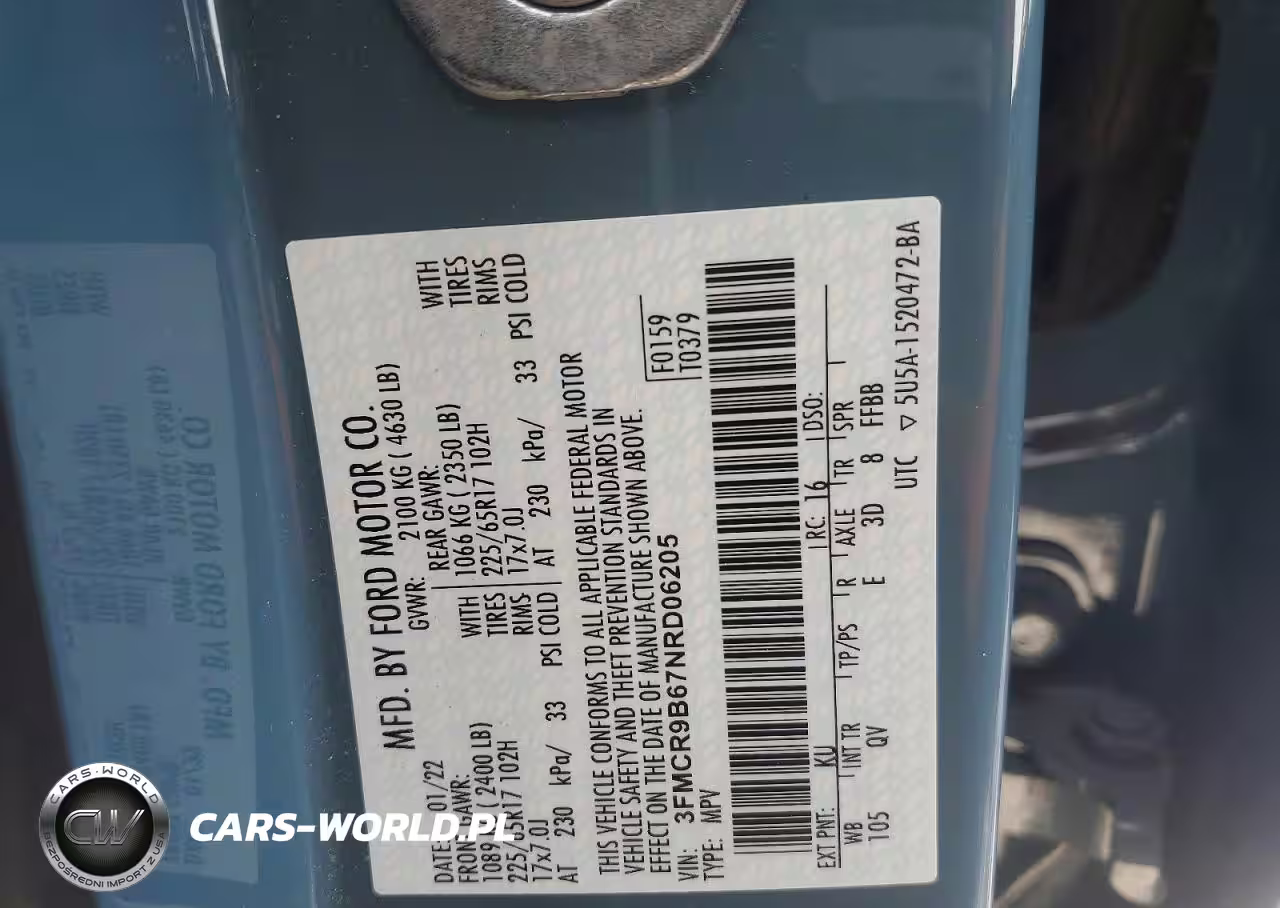 MFD. BY FORD MOTOR CO.
DATE: 01/22 GVWR: 2100 KG ( 4630 LB)
FRONT GAWR: REAR GAWR:
1089 ( 2400 LB) WITH 1066 KG ( 2350 LB) WITH
225/65R17 102H TIRES 225/65R17 102H TIRES
17x7.0J RIMS 17x7.0J RIMS
AT 230 kPa/ 33 PSI COLD AT 230 kPa/ 33 PSI COLD
THIS VEHICLE CONFORMS TO ALL APPLICABLE FEDERAL MOTOR
VEHICLE SAFETY AND THEFT PREVENTION STANDARDS IN
EFFECT ON THE DATE OF MANUFACTURE SHOWN ABOVE.
VIN: 3FMCR9B67NRD06205 F0159
TYPE: MPV T0379
EXT PNT: KU RC: 16 DSO:
WB INT TR TP/PS R AXLE TR SPR
105 QV E 3D 8 FFBB
UTC ▽ 5U5A-1520472-BA
CARS-WORLD
CW
BEZPOŚREDNI IMPORT Z USA
CARS-WORLD.PL